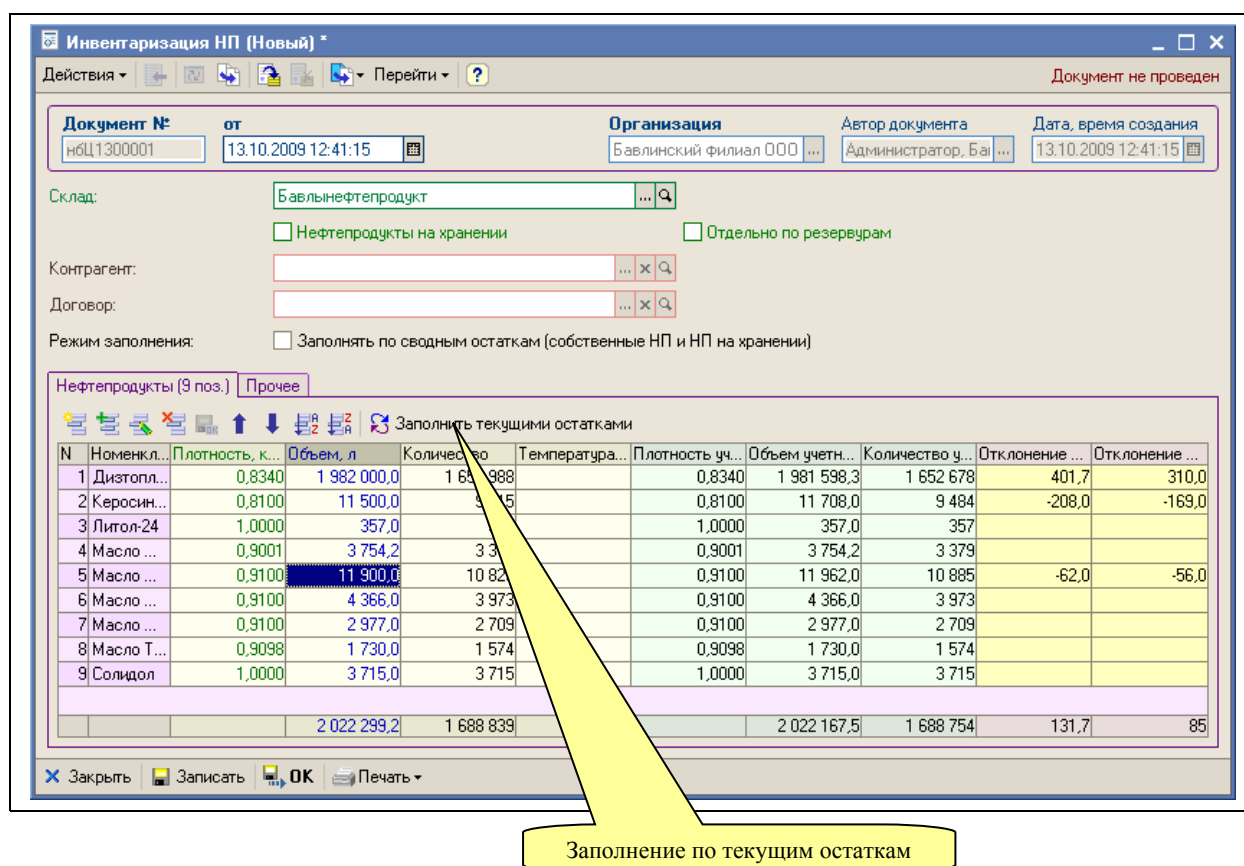 Инвентаризация НП (Новый) *
Действия Перейти ? Документ не проведен
Документ № от Организация Автор документа Дата, время создания
нбЦ1300001 13.10.2009 12:41:15 Бавлинский филиал ООО ... Администратор, Ба ... 13.10.2009 12:41:15
Склад: Бавлынефтепродукт ...
Нефтепродукты на хранении Отдельно по резервурам
Контрагент: ... x
Договор: ... x
Режим заполнения: Заполнять по сводным остаткам (собственные НП и НП на хранении)
Нефтепродукты (9 поз.) Прочее
Заполнить текущими остатками
N Номенкл... Плотность, к... Объем, л Количество Температура... Плотность уч... Объем учетн... Количество у... Отклонение ... Отклонение ...
1 Дизтопл... 0,8340 1 982 000,0 988 0,8340 1 981 598,3 1 652 678 401,7 310,0
2 Керосин... 0,8100 11 500,0 0,8100 11 708,0 9 484 -208,0 -169,0
3 Литол-24 1,0000 357,0 1,0000 357,0 357
4 Масло ... 0,9001 3 754,2 0,9001 3 754,2 3 379
5 Масло ... 0,9100 11 900,0 0,9100 11 962,0 10 885 -62,0 -56,0
6 Масло ... 0,9100 4 366,0 3 973 0,9100 4 366,0 3 973
7 Масло ... 0,9100 2 977,0 2 709 0,9100 2 977,0 2 709
8 Масло Т... 0,9098 1 730,0 1 574 0,9098 1 730,0 1 574
9 Солидол 1,0000 3 715,0 3 715 1,0000 3 715,0 3 715
2 022 299,2 1 688 839 2 022 167,5 1 688 754 131,7 85
Закрыть Записать OK Печать
Заполнение по текущим остаткам